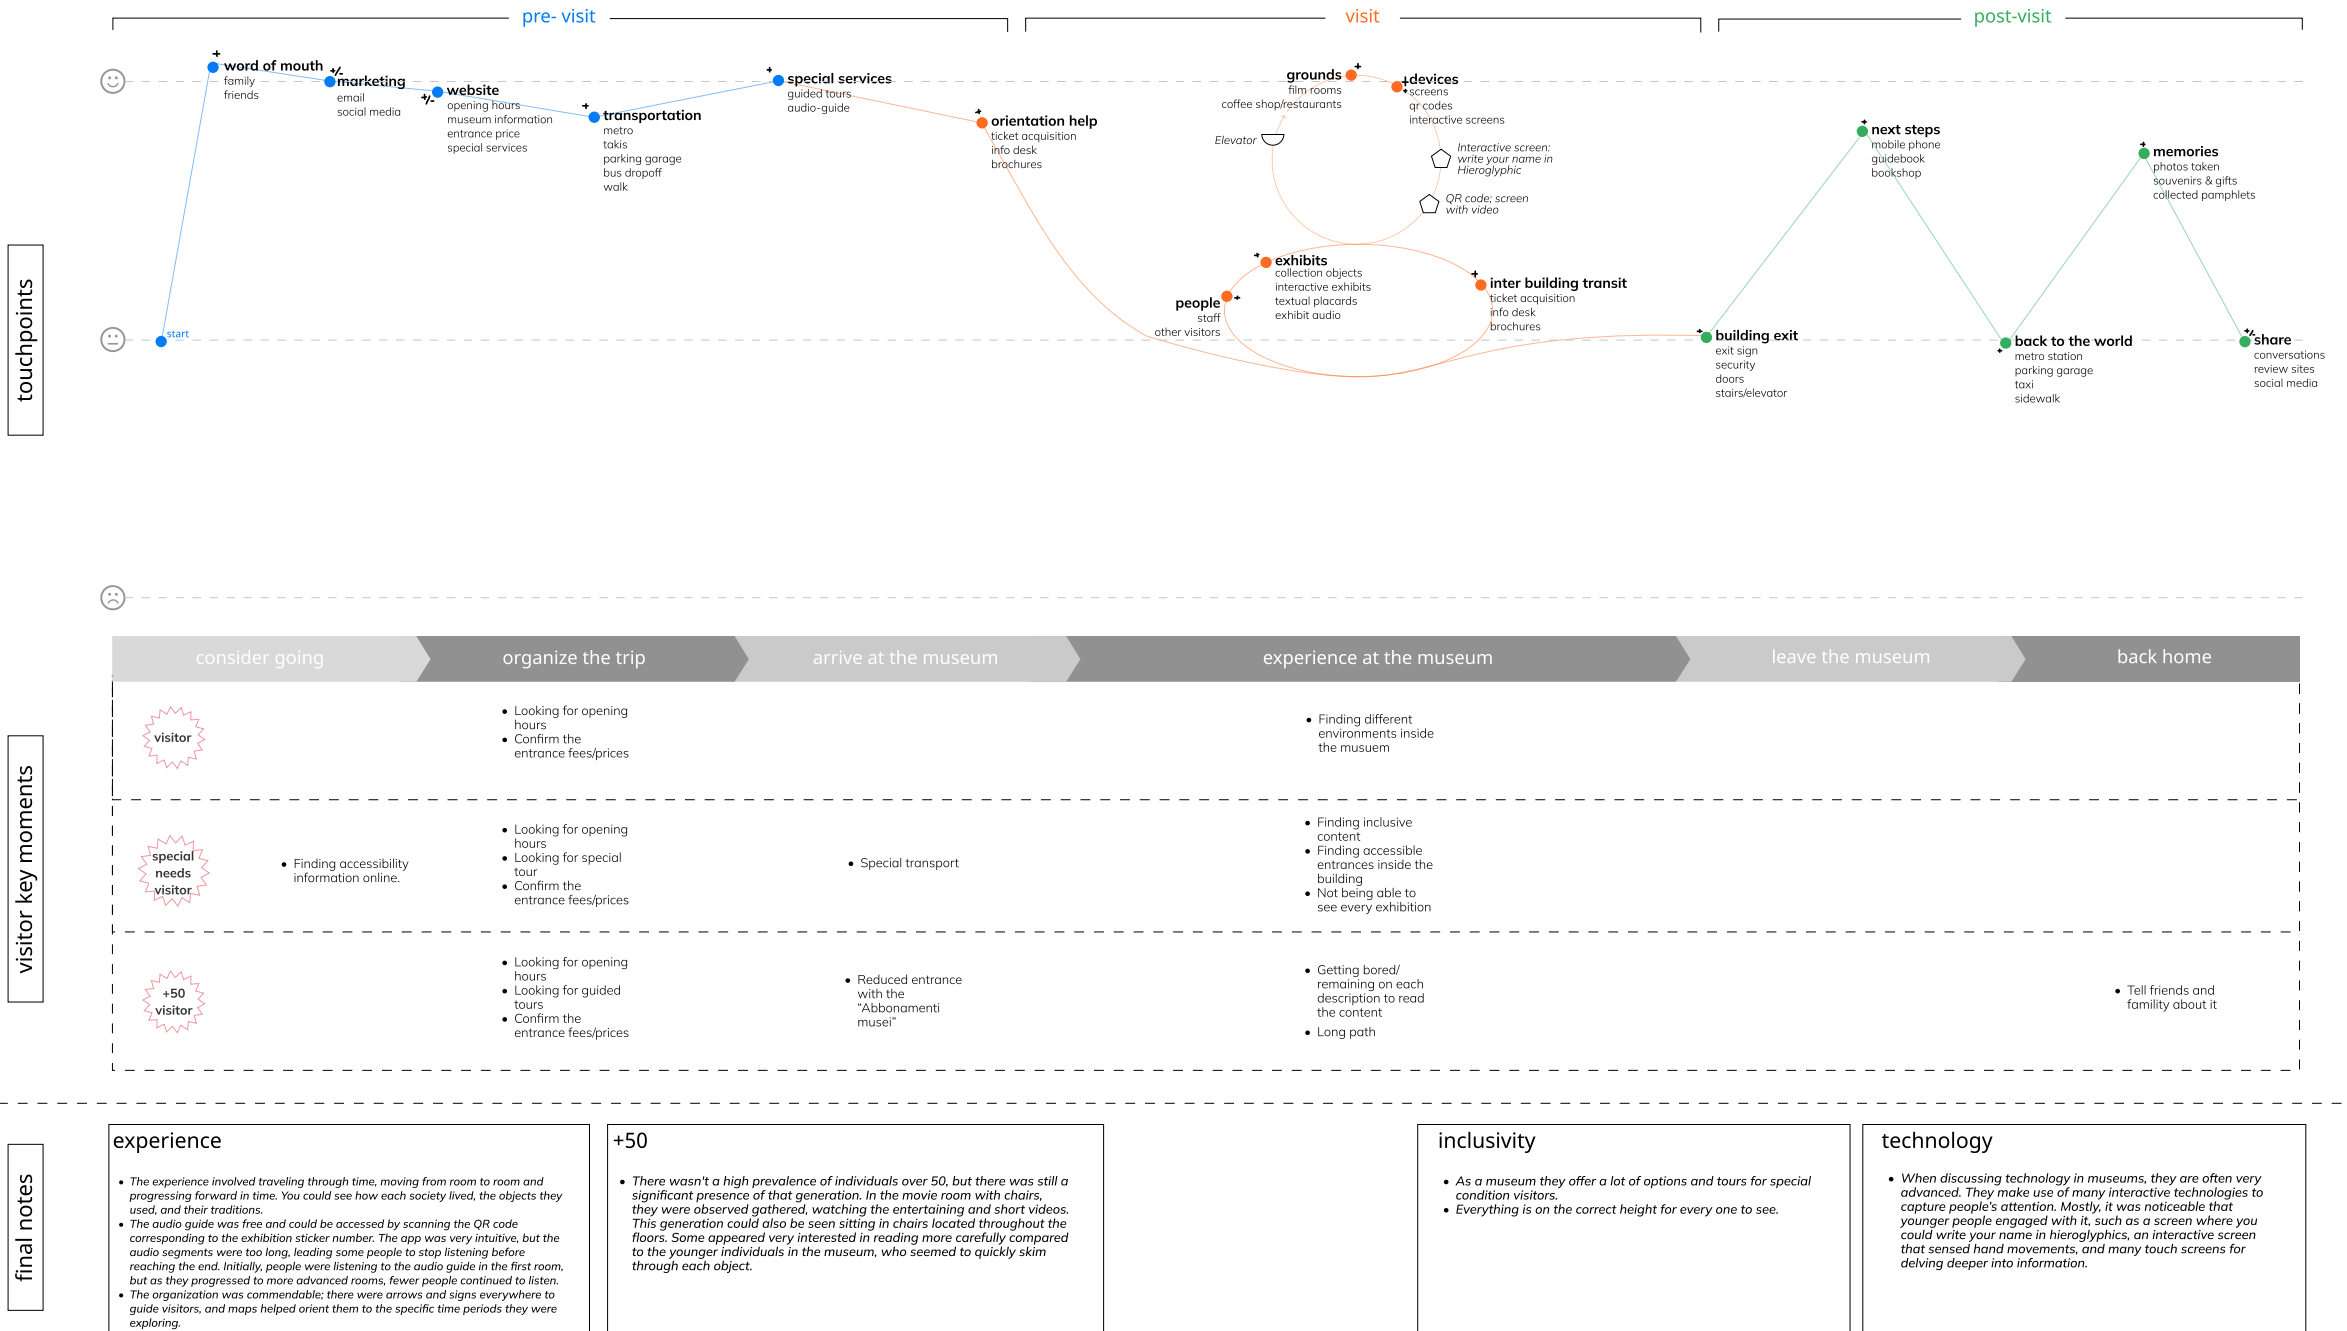 pre- visit
visit
post-visit
touchpoints
start
+
word of mouth
family
friends
+/-
marketing
email
social media
+/-
website
opening hours
museum information
entrance price
special services
+
transportation
metro
takis
parking garage
bus dropoff
walk
+
special services
guided tours
audio-guide
+
orientation help
ticket acquisition
info desk
brochures
+
grounds
film rooms
coffee shop/restaurants
Elevator
+
devices
screens
qr codes
interactive screens
Interactive screen:
write your name in
Hieroglyphic
QR code; screen
with video
+
exhibits
collection objects
interactive exhibits
textual placards
exhibit audio
people
+
staff
other visitors
+
inter building transit
ticket acquisition
info desk
brochures
+
building exit
exit sign
security
doors
stairs/elevator
+
next steps
mobile phone
guidebook
bookshop
back to the world
+
metro station
parking garage
taxi
sidewalk
+
memories
photos taken
souvenirs & gifts
collected pamphlets
+/-
share
conversations
review sites
social media
consider going
organize the trip
arrive at the museum
experience at the museum
leave the museum
back home
visitor key moments
visitor
• Looking for opening
hours
• Confirm the
entrance fees/prices
• Finding different
environments inside
the musuem
special
needs
visitor
• Finding accessibility
information online.
• Looking for opening
hours
• Looking for special
tour
• Confirm the
entrance fees/prices
• Special transport
• Finding inclusive
content
• Finding accessible
entrances inside the
building
• Not being able to
see every exhibition
+50
visitor
• Looking for opening
hours
• Looking for guided
tours
• Confirm the
entrance fees/prices
• Reduced entrance
with the
“Abbonamenti
musei”
• Getting bored/
remaining on each
description to read
the content
• Long path
• Tell friends and
famility about it
final notes
experience
• The experience involved traveling through time, moving from room to room and
progressing forward in time. You could see how each society lived, the objects they
used, and their traditions.
• The audio guide was free and could be accessed by scanning the QR code
corresponding to the exhibition sticker number. The app was very intuitive, but the
audio segments were too long, leading some people to stop listening before
reaching the end. Initially, people were listening to the audio guide in the first room,
but as they progressed to more advanced rooms, fewer people continued to listen.
• The organization was commendable; there were arrows and signs everywhere to
guide visitors, and maps helped orient them to the specific time periods they were
exploring.
+50
• There wasn't a high prevalence of individuals over 50, but there was still a
significant presence of that generation. In the movie room with chairs,
they were observed gathered, watching the entertaining and short videos.
This generation could also be seen sitting in chairs located throughout the
floors. Some appeared very interested in reading more carefully compared
to the younger individuals in the museum, who seemed to quickly skim
through each object.
inclusivity
• As a museum they offer a lot of options and tours for special
condition visitors.
• Everything is on the correct height for every one to see.
technology
• When discussing technology in museums, they are often very
advanced. They make use of many interactive technologies to
capture people’s attention. Mostly, it was noticeable that
younger people engaged with it, such as a screen where you
could write your name in hieroglyphics, an interactive screen
that sensed hand movements, and many touch screens for
delving deeper into information.